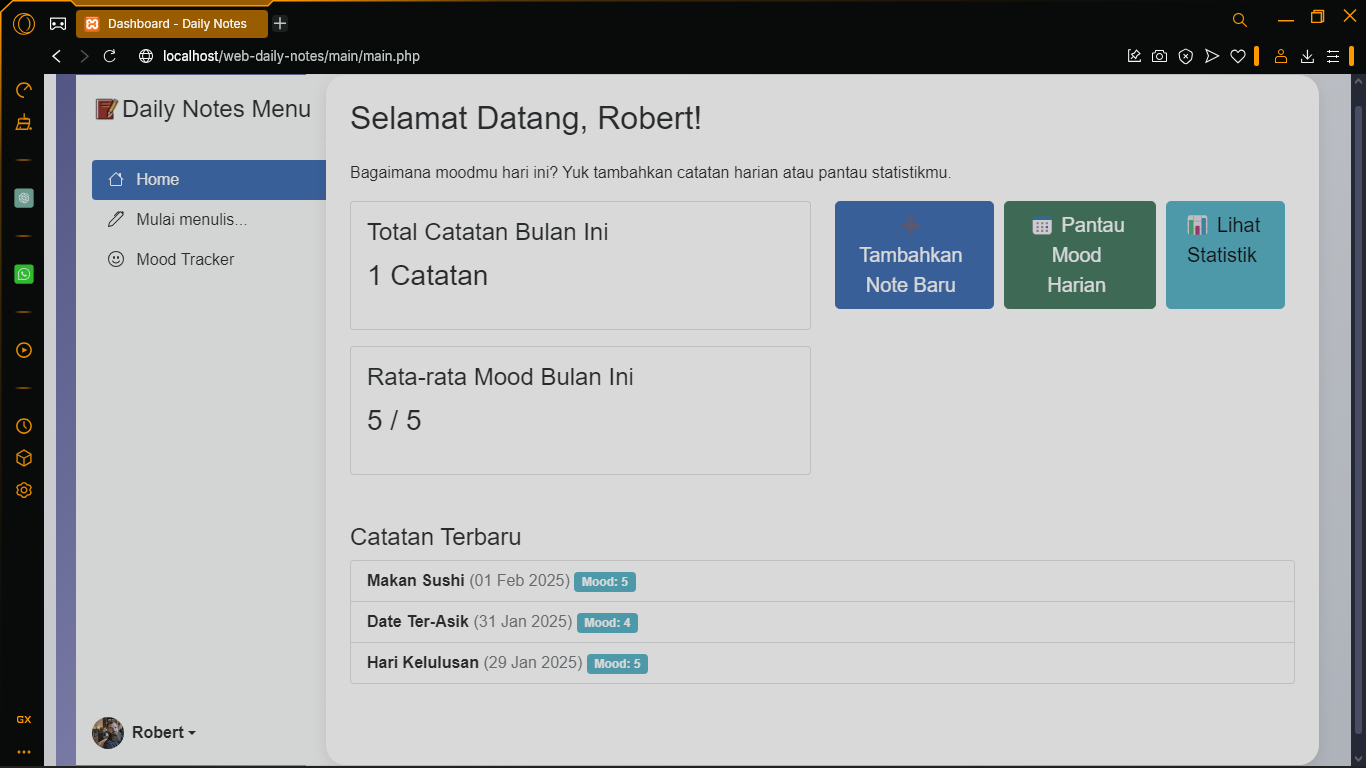 Dashboard - Daily Notes
localhost/web-daily-notes/main/main.php
Daily Notes Menu
Home
Mulai menulis...
Mood Tracker
Selamat Datang, Robert!
Bagaimana moodmu hari ini? Yuk tambahkan catatan harian atau pantau statistikmu.
Total Catatan Bulan Ini
1 Catatan
Rata-rata Mood Bulan Ini
5 / 5
Tambahkan
Note Baru
Pantau
Mood
Harian
Lihat
Statistik
Catatan Terbaru
Makan Sushi (01 Feb 2025) Mood: 5
Date Ter-Asik (31 Jan 2025) Mood: 4
Hari Kelulusan (29 Jan 2025) Mood: 5
Robert
GX